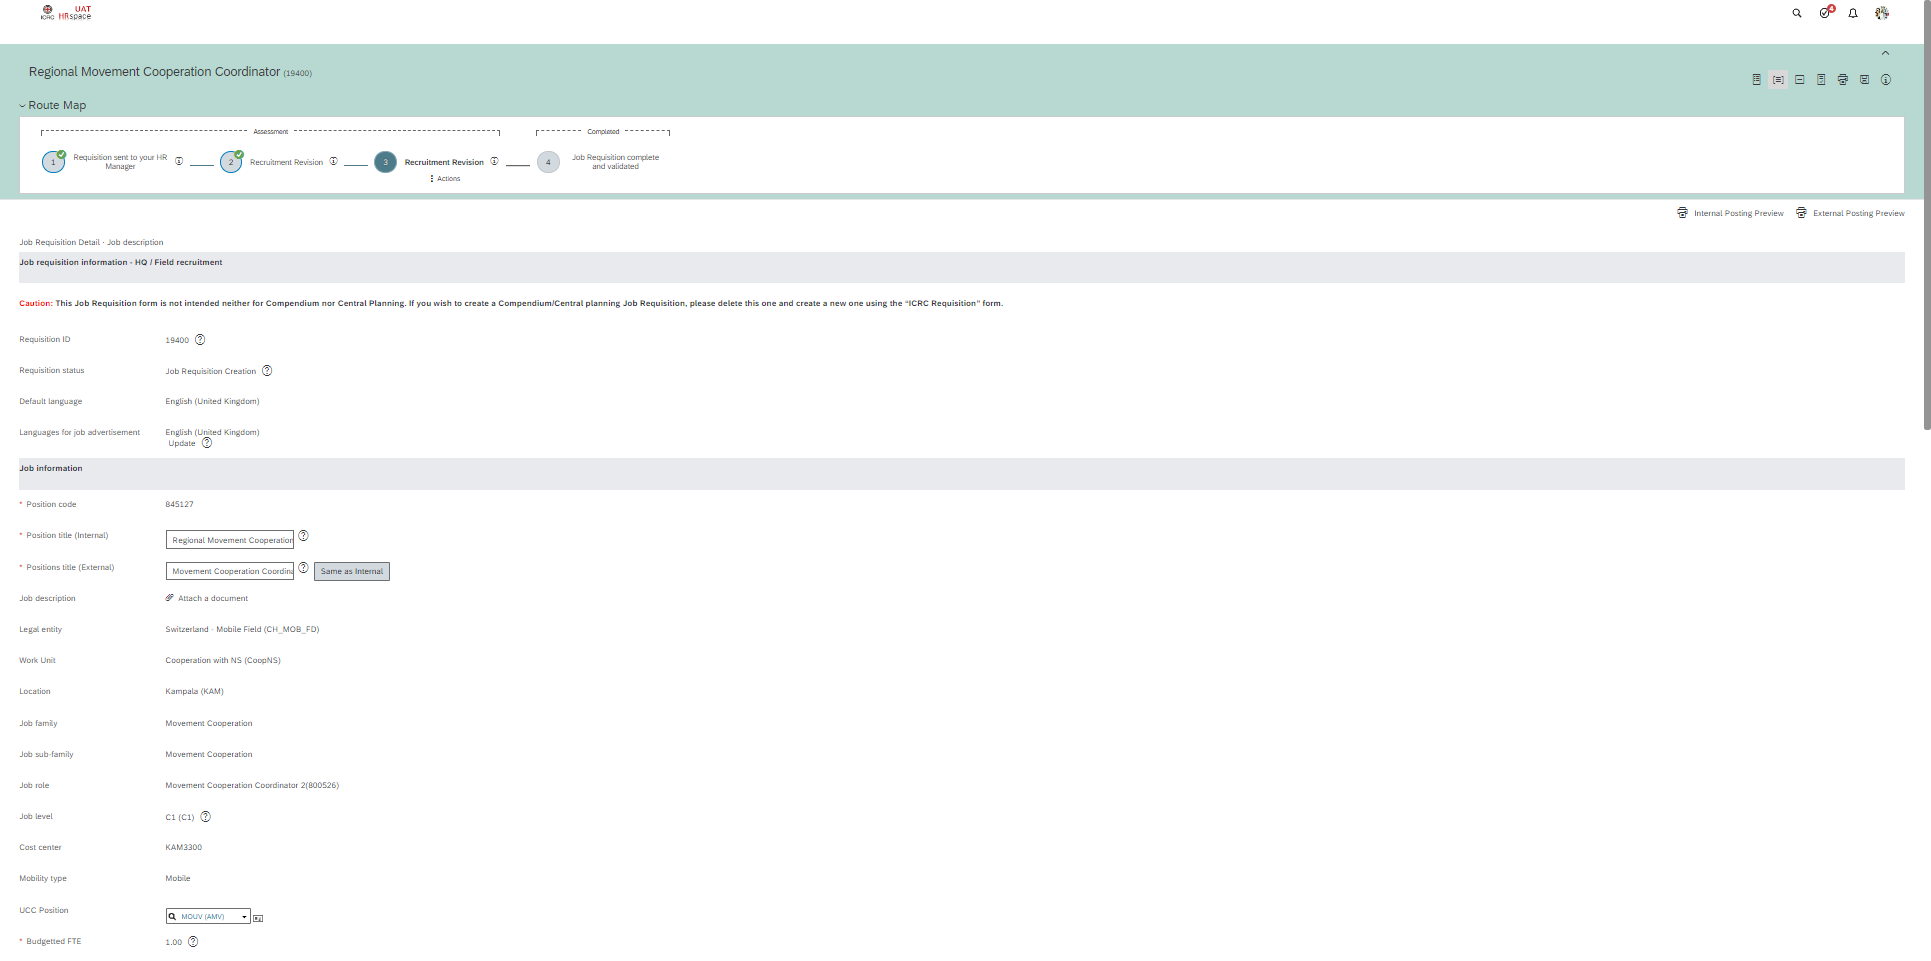 ICRC
UAT
HRspace
4
Regional Movement Cooperation Coordinator (19400)
Route Map
Assessment
Completed
1
Requisition sent to your HR
Manager
2
Recruitment Revision
3
Recruitment Revision
Actions
4
Job Requisition complete
and validated
Internal Posting Preview
External Posting Preview
Job Requisition Detail - Job description
Job requisition information - HQ / Field recruitment
Caution: This Job Requisition form is not intended neither for Compendium nor Central Planning. If you wish to create a Compendium/Central planning Job Requisition, please delete this one and create a new one using the "ICRC Requisition" form.
Requisition ID 19400
Requisition status Job Requisition Creation
Default language English (United Kingdom)
Languages for job advertisement English (United Kingdom)
Update
Job information
* Position code 845127
* Position title (Internal) Regional Movement Cooperation
* Positions title (External) Movement Cooperation Coordina Same as Internal
Job description Attach a document
Legal entity Switzerland - Mobile Field (CH_MOB_FD)
Work Unit Cooperation with NS (CoopNS)
Location Kampala (KAM)
Job family Movement Cooperation
Job sub-family Movement Cooperation
Job role Movement Cooperation Coordinator 2(800526)
Job level C1 (C1)
Cost center KAM3300
Mobility type Mobile
UCC Position MOUV (AMV)
* Budgetted FTE 1.00